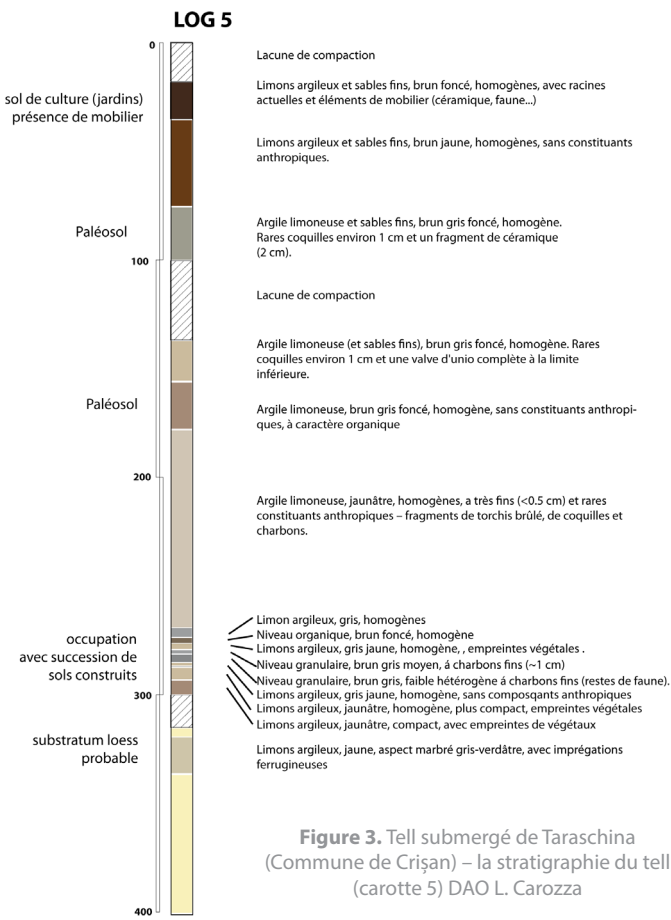 LOG 5
0
Lacune de compaction
sol de culture (jardins)
présence de mobilier
Limons argileux et sables fins, brun foncé, homogènes, avec racines
actuelles et éléments de mobilier (céramique, faune...)
Limons argileux et sables fins, brun jaune, homogènes, sans constituants
anthropiques.
Paléosol
Argile limoneuse et sables fins, brun gris foncé, homogène.
Rares coquilles environ 1 cm et un fragment de céramique
(2 cm).
100
Lacune de compaction
Argile limoneuse (et sables fins), brun gris foncé, homogène. Rares
coquilles environ 1 cm et une valve d'unio complète à la limite
inférieure.
Paléosol
Argile limoneuse, brun gris foncé, homogène, sans constituants anthropi-
ques, à caractère organique
200
Argile limoneuse, jaunâtre, homogènes, a très fins (<0.5 cm) et rares
constituants anthropiques – fragments de torchis brûlé, de coquilles et
charbons.
occupation
avec succession de
sols construits
Limon argileux, gris, homogènes
Niveau organique, brun foncé, homogène
Limons argileux, gris jaune, homogène, , empreintes végétales .
Niveau granulaire, brun gris moyen, á charbons fins (~1 cm)
Niveau granulaire, brun gris, faible hétérogène á charbons fins (restes de faune).
Limons argileux, gris jaune, homogène, sans composqants anthropiques
Limons argileux, jaunâtre, homogène, plus compact, empreintes végétales
Limons argileux, jaunâtre, compact, avec empreintes de végétaux
300
substratum loess
probable
Limons argileux, jaune, aspect marbré gris-verdâtre, avec imprégations
ferrugineuses
400
Figure 3. Tell submergé de Taraschina
(Commune de Crişan) – la stratigraphie du tell
(carotte 5) DAO L. Carozza